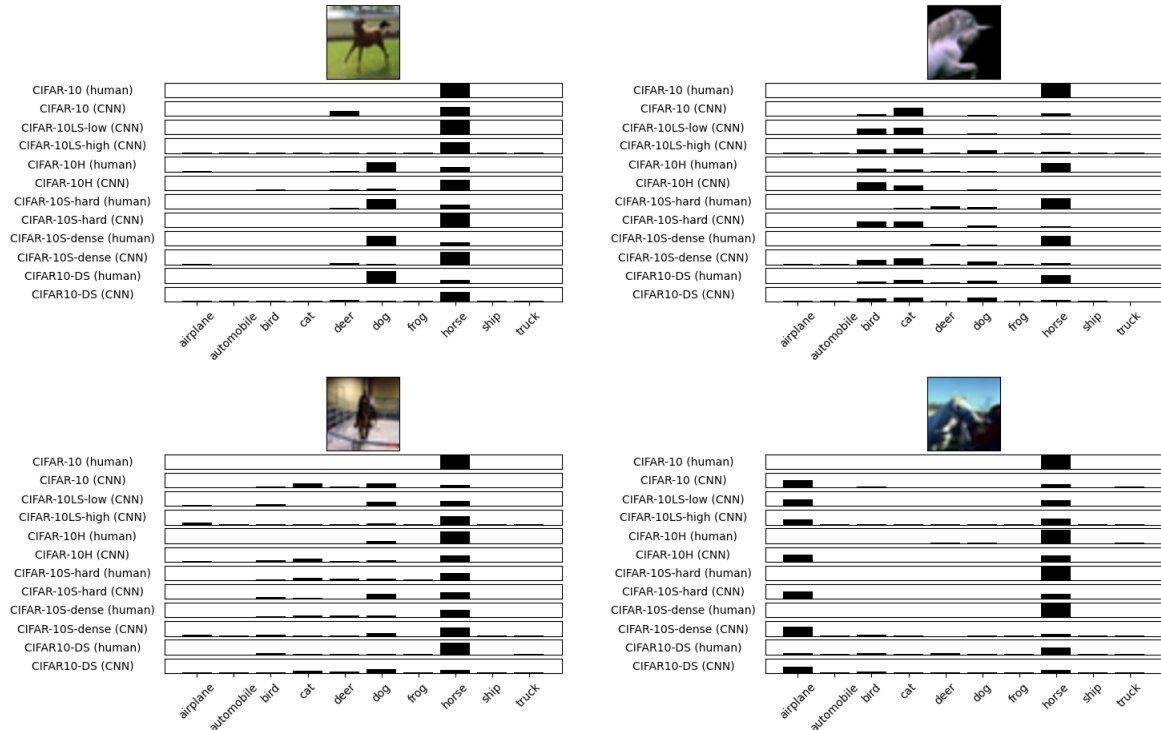 CIFAR-10 (human)
CIFAR-10 (CNN)
CIFAR-10LS-low (CNN)
CIFAR-10LS-high (CNN)
CIFAR-10H (human)
CIFAR-10H (CNN)
CIFAR-10S-hard (human)
CIFAR-10S-hard (CNN)
CIFAR-10S-dense (human)
CIFAR-10S-dense (CNN)
CIFAR10-DS (human)
CIFAR10-DS (CNN)
airplane
automobile
bird
cat
deer
dog
frog
horse
ship
truck
CIFAR-10 (human)
CIFAR-10 (CNN)
CIFAR-10LS-low (CNN)
CIFAR-10LS-high (CNN)
CIFAR-10H (human)
CIFAR-10H (CNN)
CIFAR-10S-hard (human)
CIFAR-10S-hard (CNN)
CIFAR-10S-dense (human)
CIFAR-10S-dense (CNN)
CIFAR10-DS (human)
CIFAR10-DS (CNN)
airplane
automobile
bird
cat
deer
dog
frog
horse
ship
truck
CIFAR-10 (human)
CIFAR-10 (CNN)
CIFAR-10LS-low (CNN)
CIFAR-10LS-high (CNN)
CIFAR-10H (human)
CIFAR-10H (CNN)
CIFAR-10S-hard (human)
CIFAR-10S-hard (CNN)
CIFAR-10S-dense (human)
CIFAR-10S-dense (CNN)
CIFAR10-DS (human)
CIFAR10-DS (CNN)
airplane
automobile
bird
cat
deer
dog
frog
horse
ship
truck
CIFAR-10 (human)
CIFAR-10 (CNN)
CIFAR-10LS-low (CNN)
CIFAR-10LS-high (CNN)
CIFAR-10H (human)
CIFAR-10H (CNN)
CIFAR-10S-hard (human)
CIFAR-10S-hard (CNN)
CIFAR-10S-dense (human)
CIFAR-10S-dense (CNN)
CIFAR10-DS (human)
CIFAR10-DS (CNN)
airplane
automobile
bird
cat
deer
dog
frog
horse
ship
truck